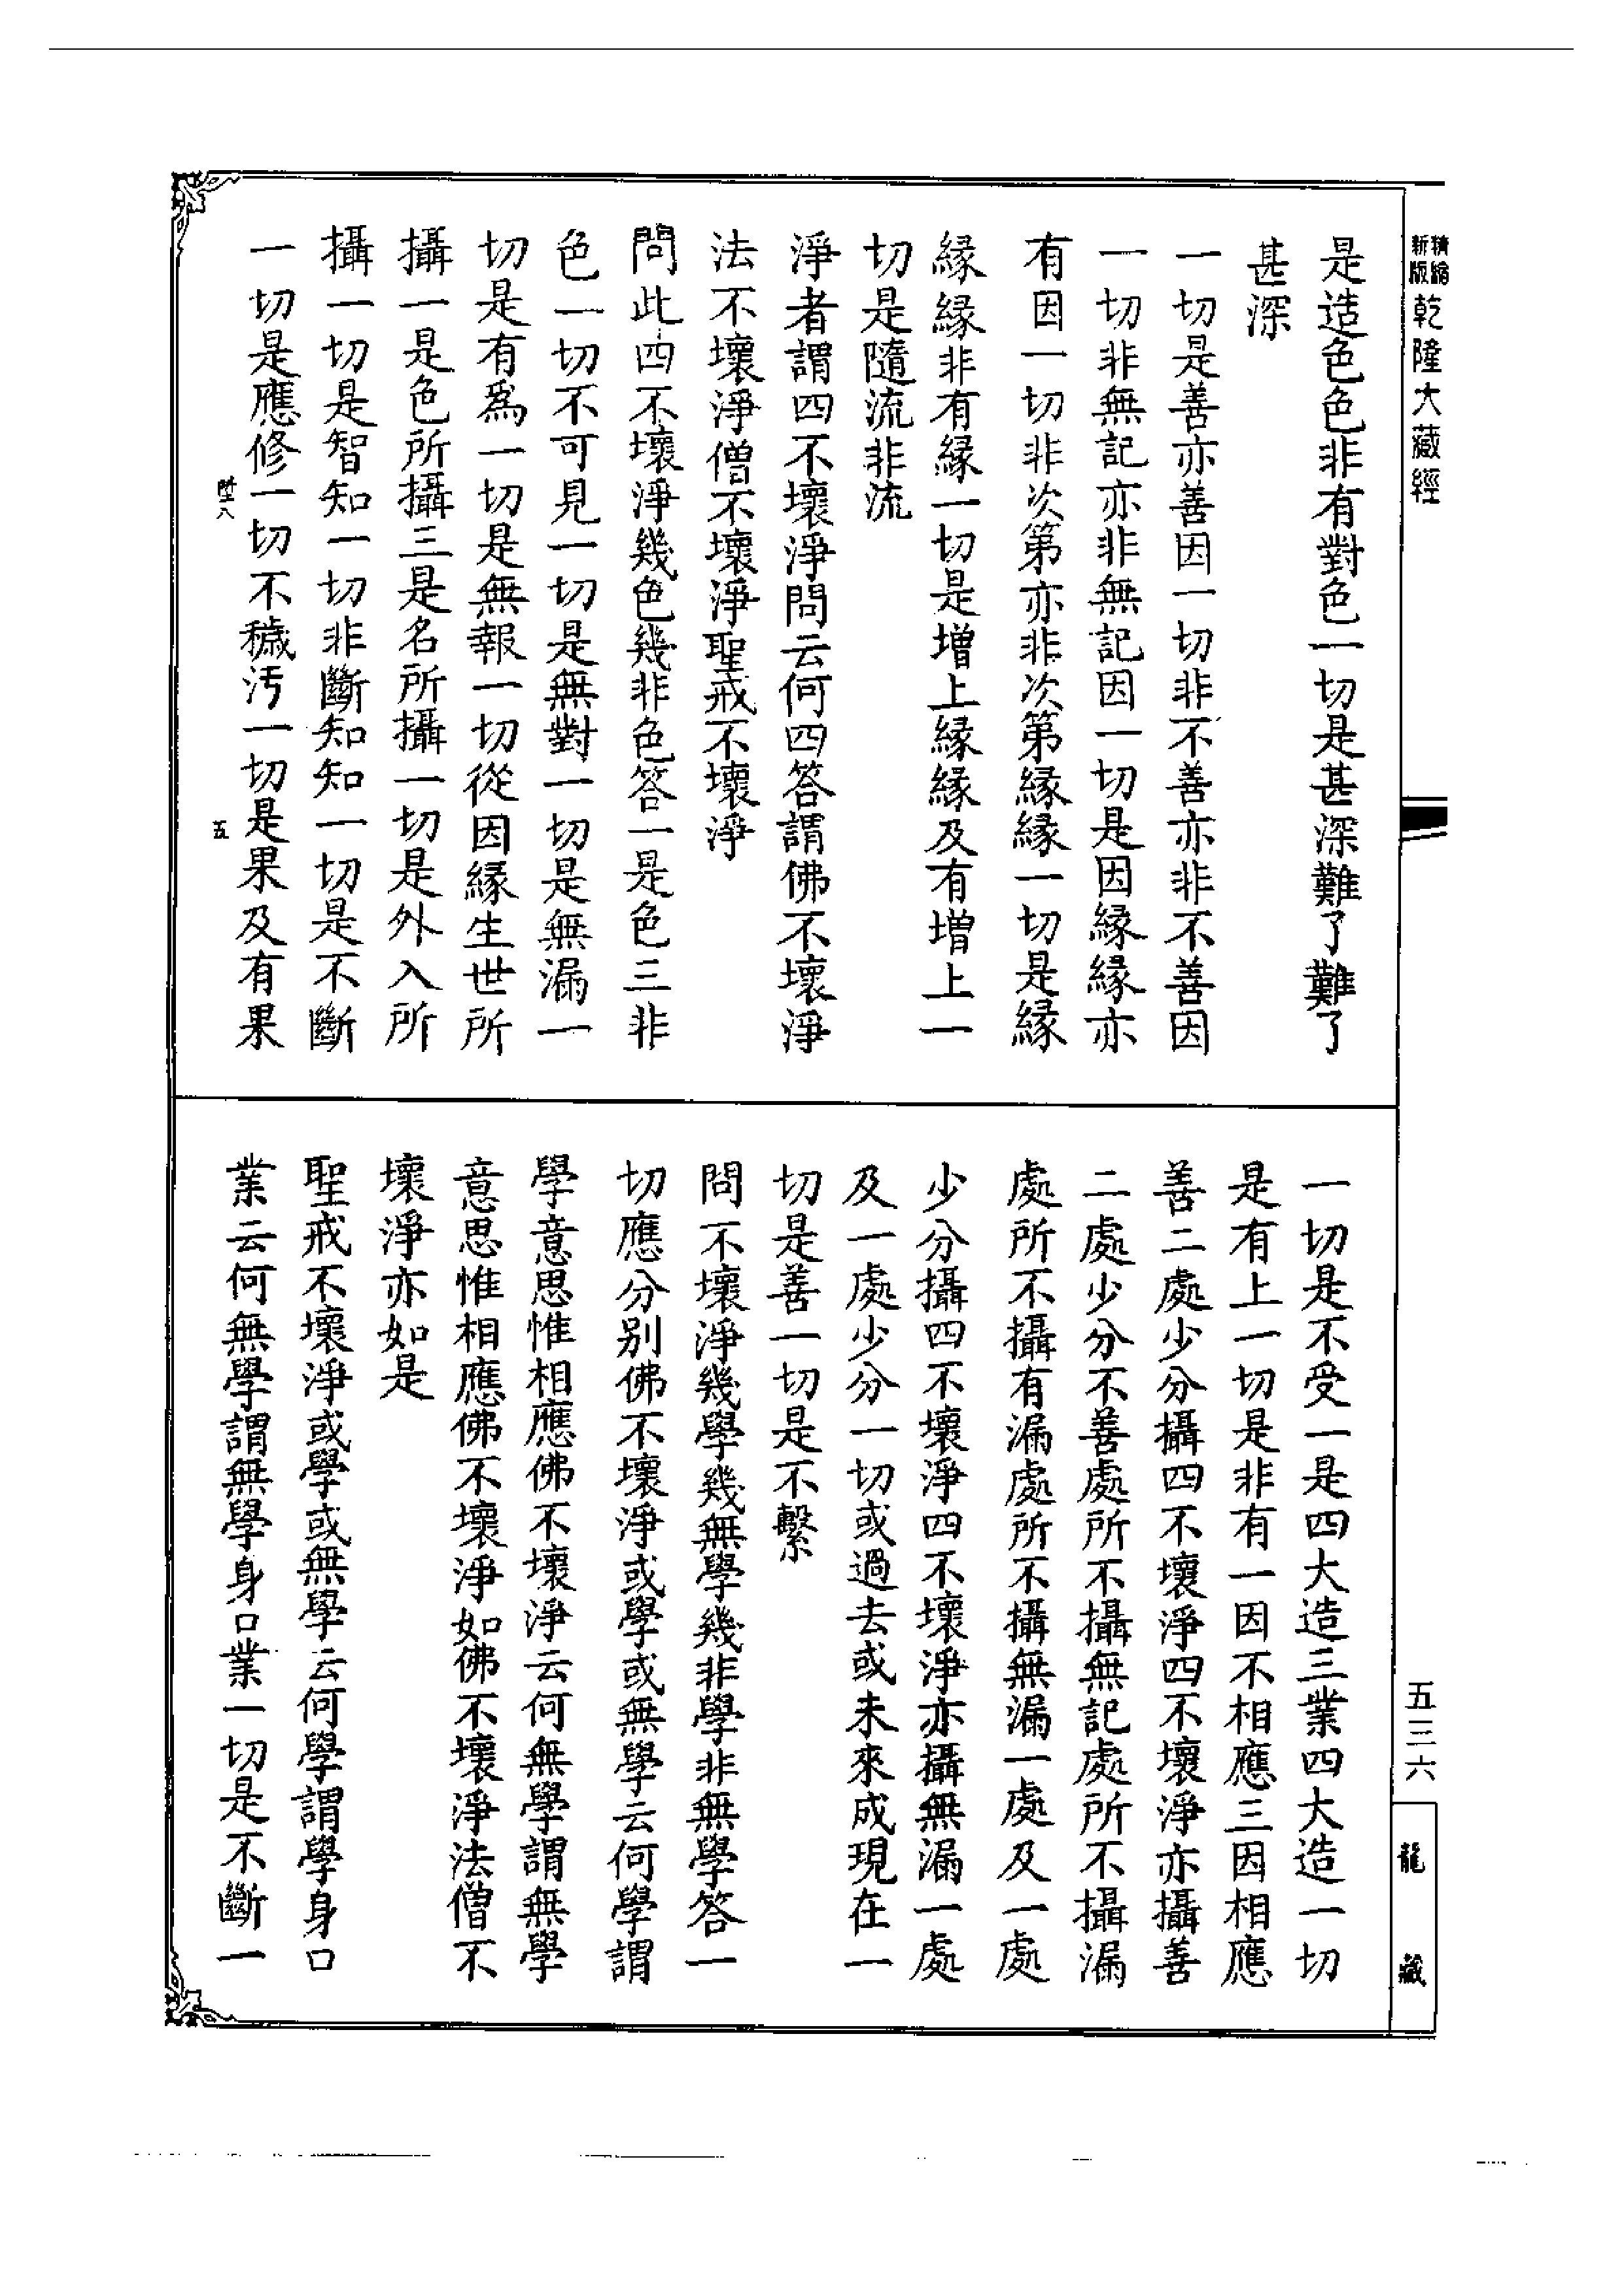 精縮新版乾隆大藏經
是造色色非有對色一切是甚深難了難了
甚深
一切是善亦善因一切非不善亦非不善因
一切非無記亦非無記因一切是因緣緣亦
有因一切非次第亦非次第緣緣一切是緣
緣緣非有緣一切是增上緣緣及有增上一
切是隨流非流
淨者謂四不壞淨問云何四答謂佛不壞淨
法不壞淨僧不壞淨聖戒不壞淨
問此四不壞淨幾色幾非色答一是色三非
色一切不可見一切是無對一切是無漏一
切是有為一切是無報一切從因緣生世所
攝一是色所攝三是名所攝一切是外入所
攝一切是智知一切非斷知知一切是不斷
一切是應修一切不穢污一切是果及有果
陞八
五
一切是不受一是四大造三業四大造一切
是有上一切是非有一因不相應三因相應
善二處少分攝四不壞淨四不壞淨亦攝善
二處少分不善處所不攝無記處所不攝漏
處所不攝有漏處所不攝無漏一處及一處
少分攝四不壞淨四不壞淨亦攝無漏一處
及一處少分一切或過去或未來成現在一
切是善一切是不繫
問不壞淨幾學幾無學幾非學非無學答一
切應分别佛不壞淨或學或無學云何學謂
學意思惟相應佛不壞淨云何無學謂無學
意思惟相應佛不壞淨如佛不壞淨法僧不
壞淨亦如是
聖戒不壞淨或學或無學云何學謂學身口
業云何無學謂無學身口業一切是不斷一
五三六
龍藏